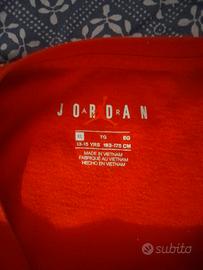 JORDAN
AIR
XL TG EG
13-15 YRS 163-175 CM
MADE IN VIETNAM
FABRIQUÉ AU VIETNAM
HECHO EN VIETNAM
subito